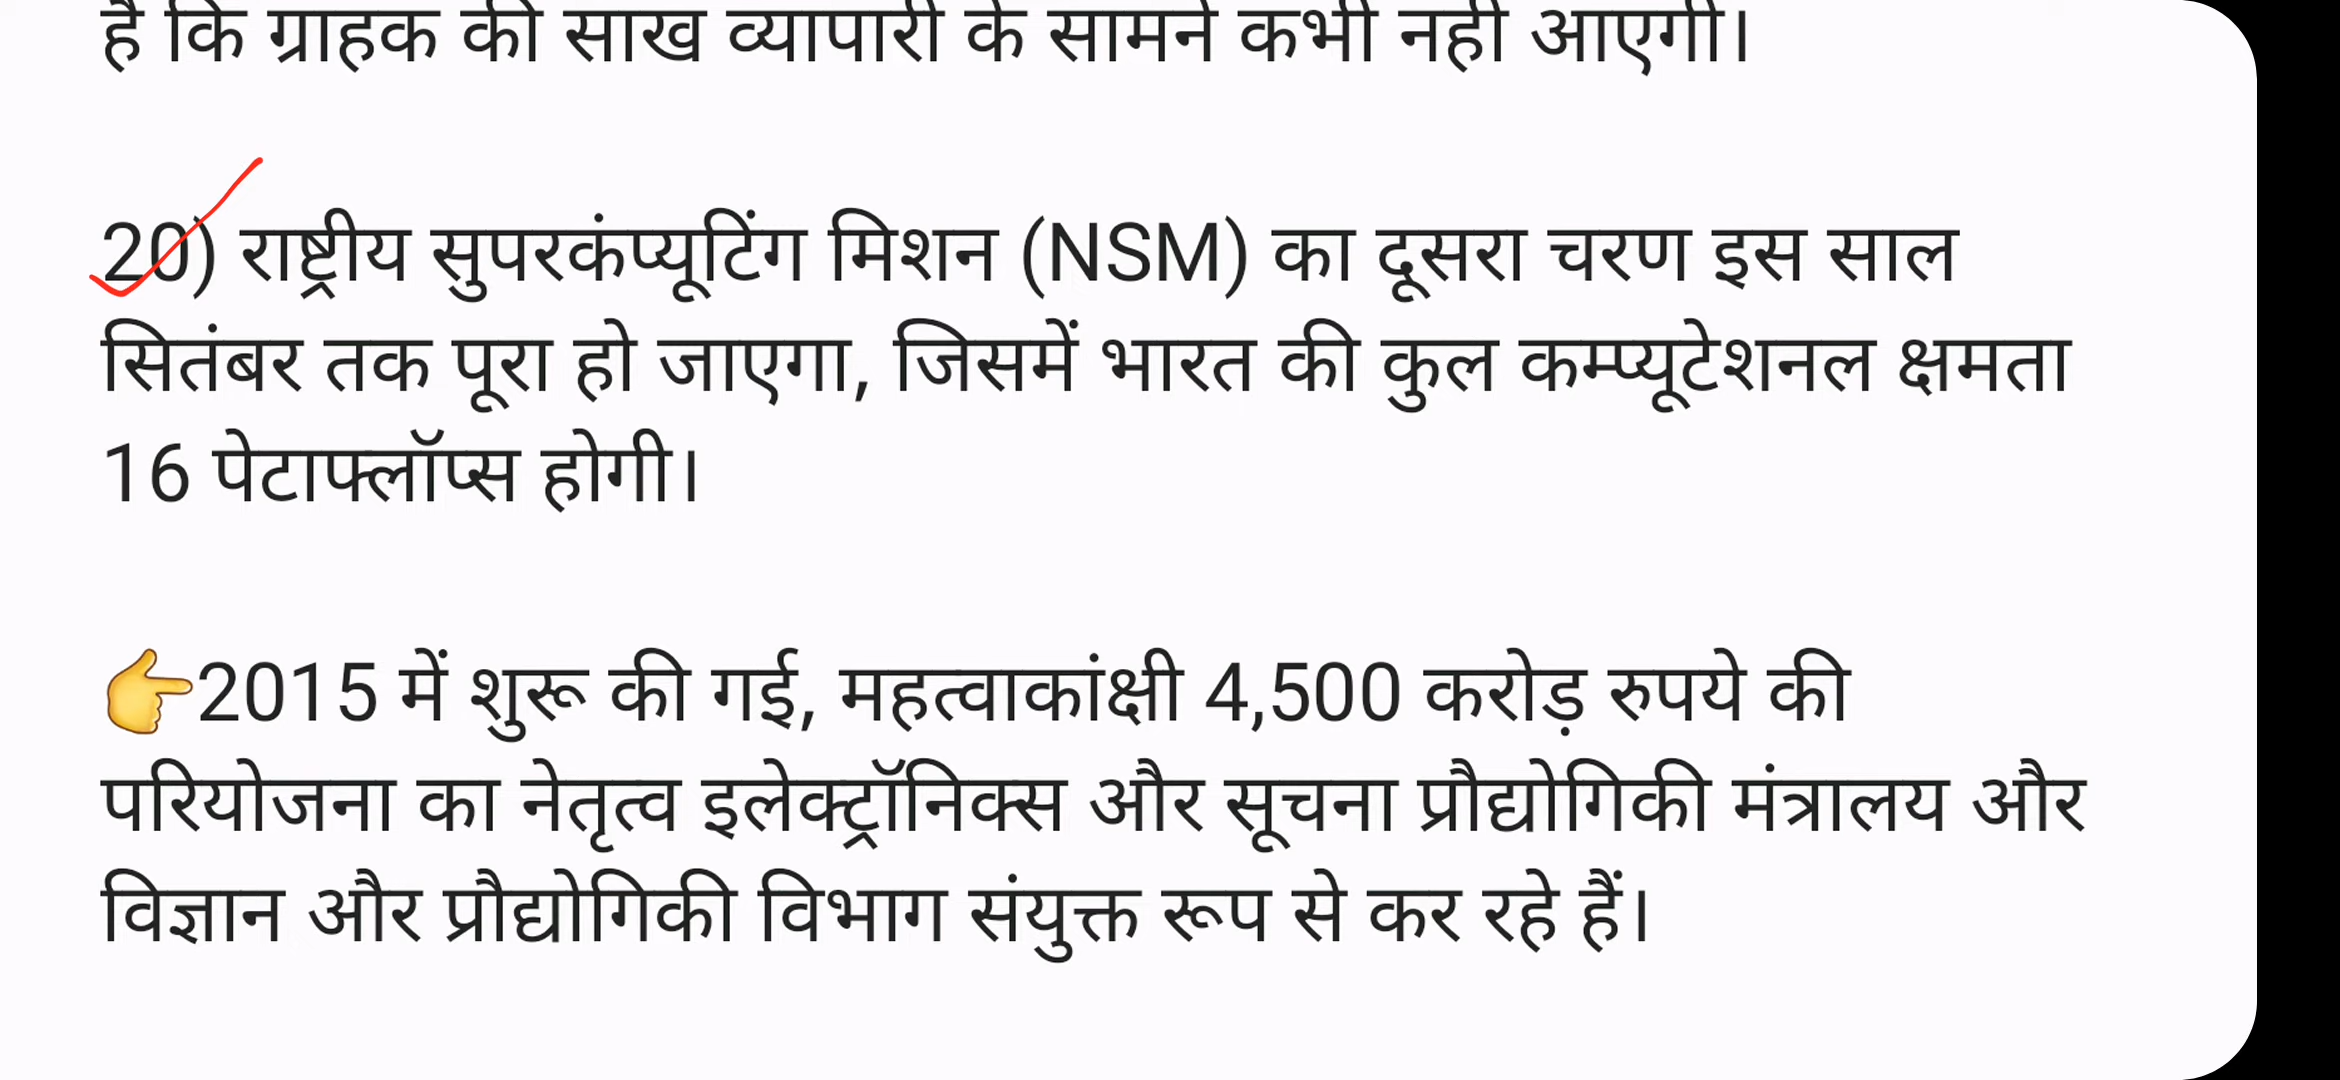 है कि ग्राहक की साख व्यापारी के सामने कभी नहीं आएगी।
20) राष्ट्रीय सुपरकंप्यूटिंग मिशन (NSM) का दूसरा चरण इस साल
सितंबर तक पूरा हो जाएगा, जिसमें भारत की कुल कम्प्यूटेशनल क्षमता
16 पेटाफ्लॉप्स होगी।
👉2015 में शुरू की गई, महत्वाकांक्षी 4,500 करोड़ रुपये की
परियोजना का नेतृत्व इलेक्ट्रॉनिक्स और सूचना प्रौद्योगिकी मंत्रालय और
विज्ञान और प्रौद्योगिकी विभाग संयुक्त रूप से कर रहे हैं।